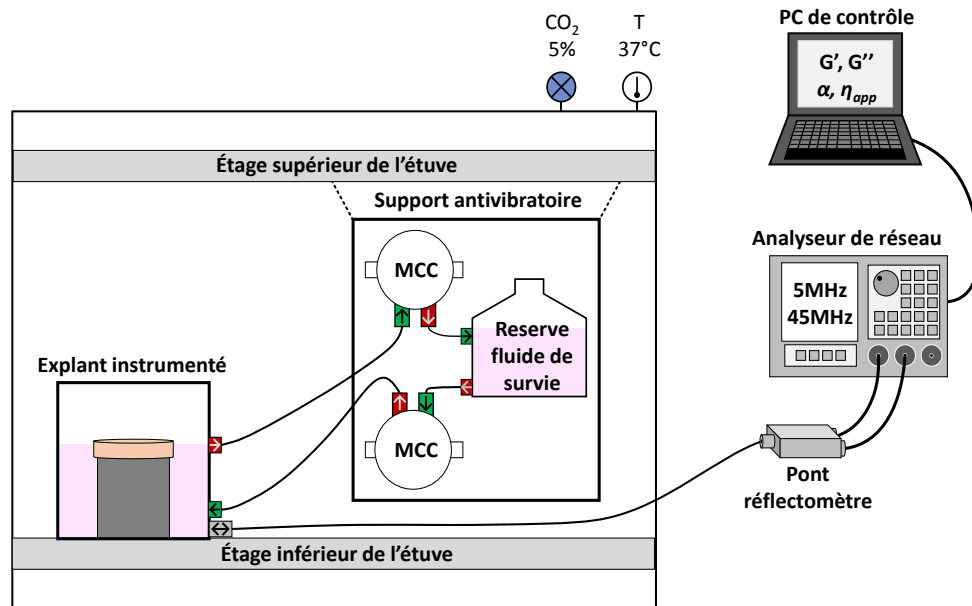 CO2
5%
T
37°C
PC de contrôle
G’, G’’
α, ηapp
Étage supérieur de l’étuve
Support antivibratoire
MCC
Reserve
fluide de
survie
MCC
Explant instrumenté
Analyseur de réseau
5MHz
45MHz
Pont
réflectomètre
Étage inférieur de l’étuve